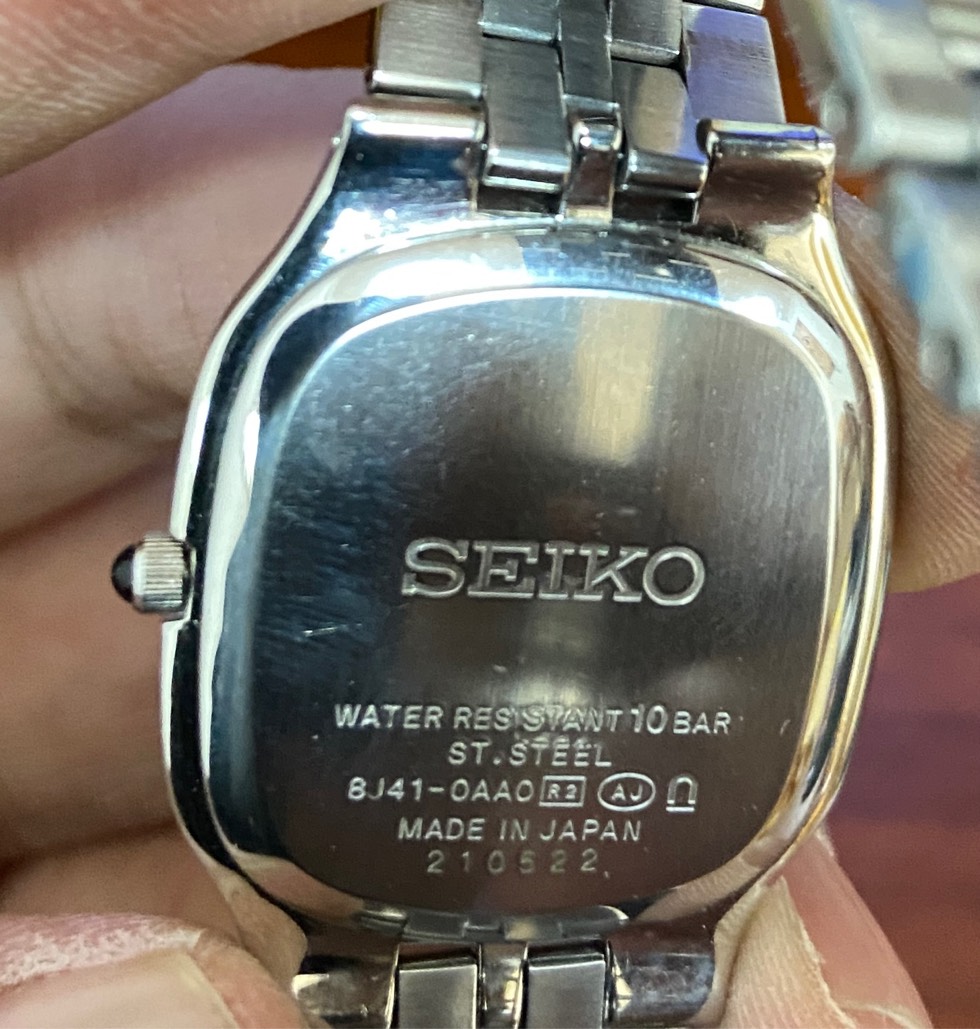 SEIKO
WATER RESISTANT 10 BAR
ST.STEEL
8J41-0AA0 R2 AJ
MADE IN JAPAN
210522